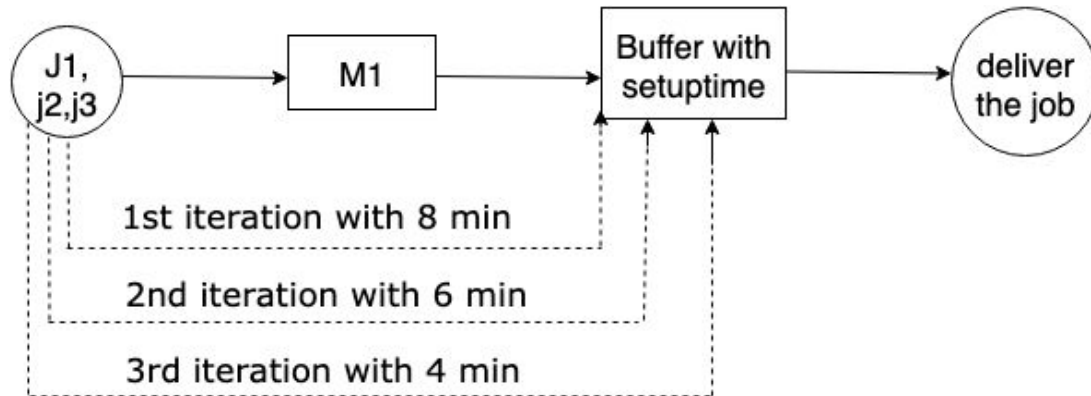 J1,
j2,j3
M1
Buffer with
setuptime
deliver
the job
1st iteration with 8 min
2nd iteration with 6 min
3rd iteration with 4 min